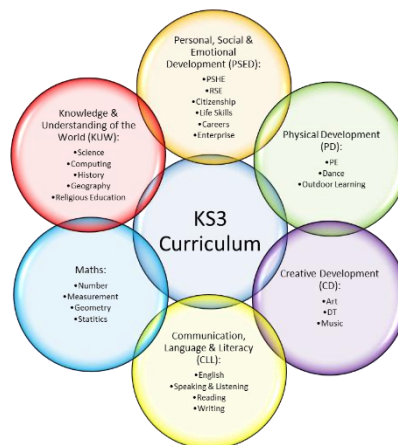 Personal, Social &
Emotional Development (PSED):
•PSHE
•RSE
•Citizenship
•Life Skills
•Careers
•Enterprise
Physical Development
(PD):
•PE
•Dance
•Outdoor Learning
Creative Development
(CD):
•Art
•DT
•Music
Communication,
Language & Literacy
(CLL):
•English
•Speaking & Listening
•Reading
•Writing
Maths:
•Number
•Measurement
•Geometry
•Statitics
Knowledge &
Understanding of the
World (KUW):
•Science
•Computing
•History
•Geography
•Religious Education
KS3
Curriculum